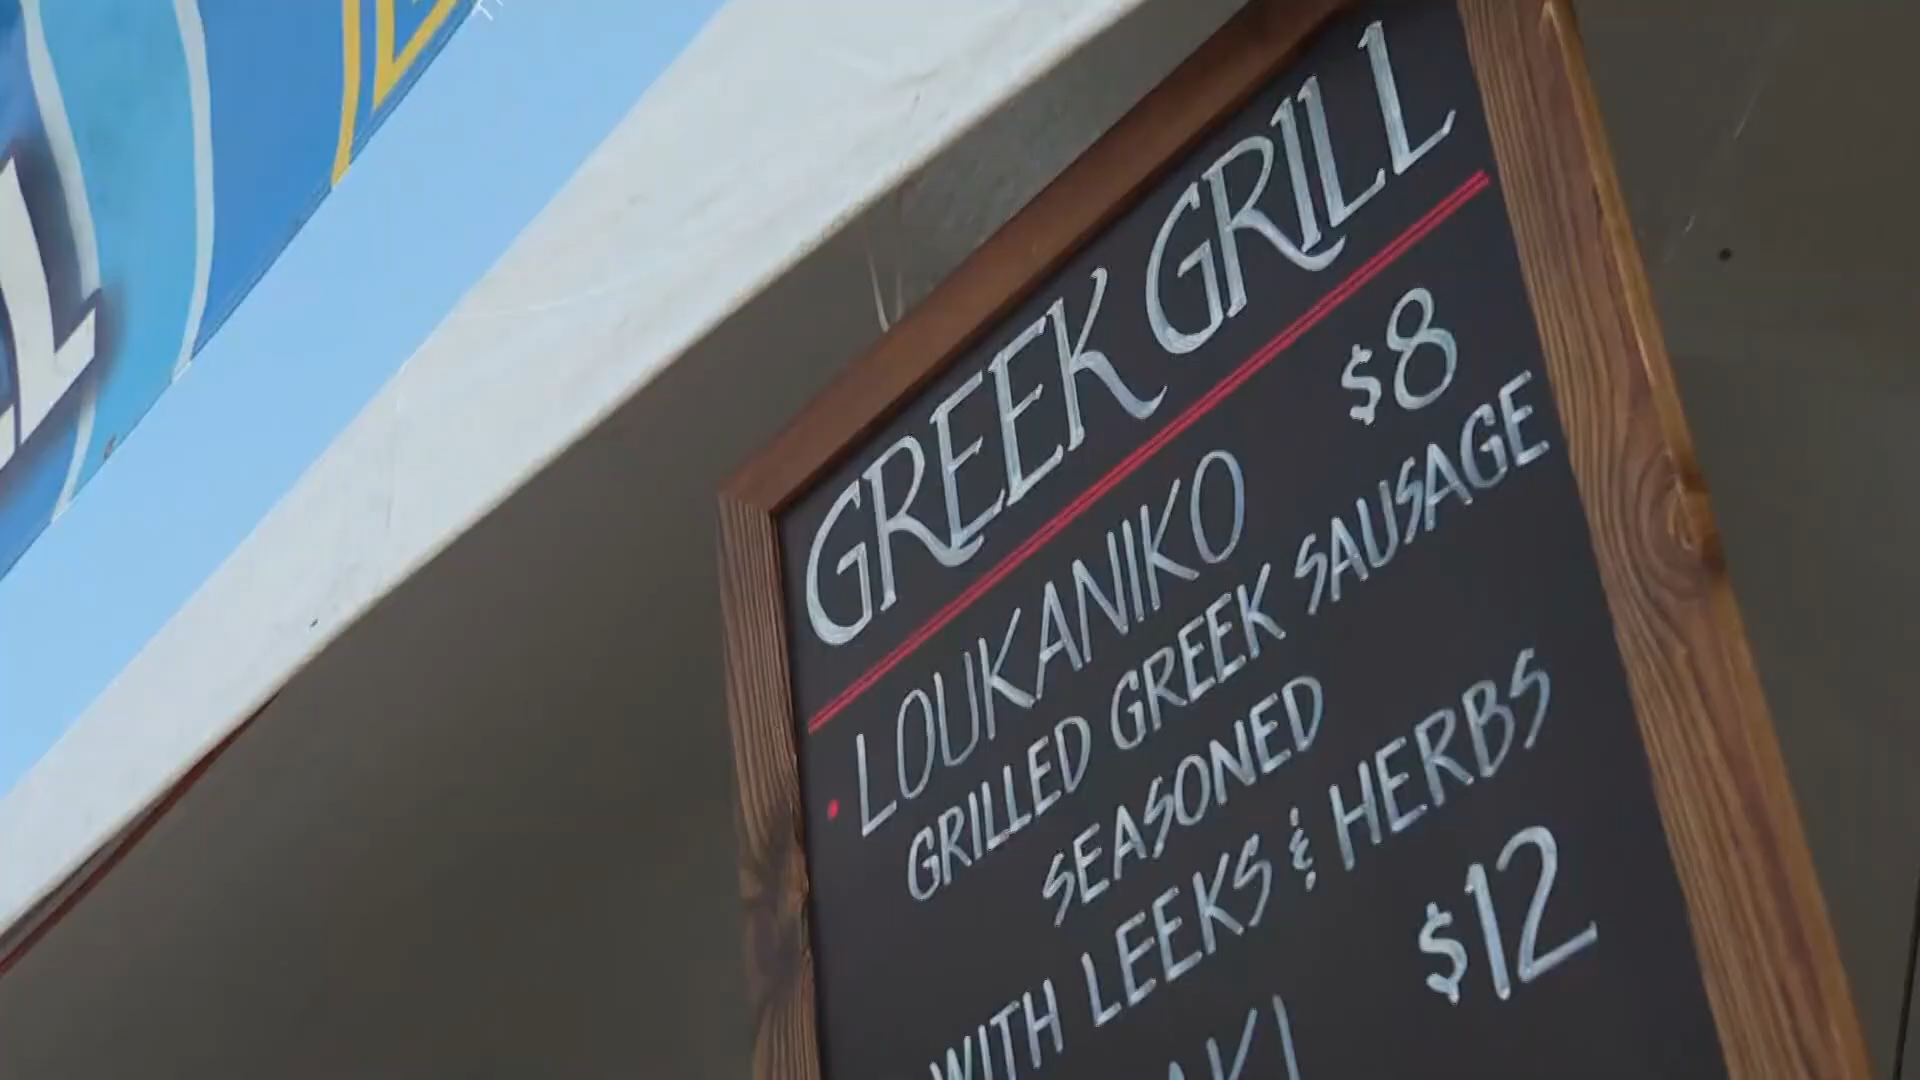 GREEK GRILL
$8
• LOUKANIKO
GRILLED GREEK SAUSAGE
SEASONED
WITH LEEKS & HERBS
$12